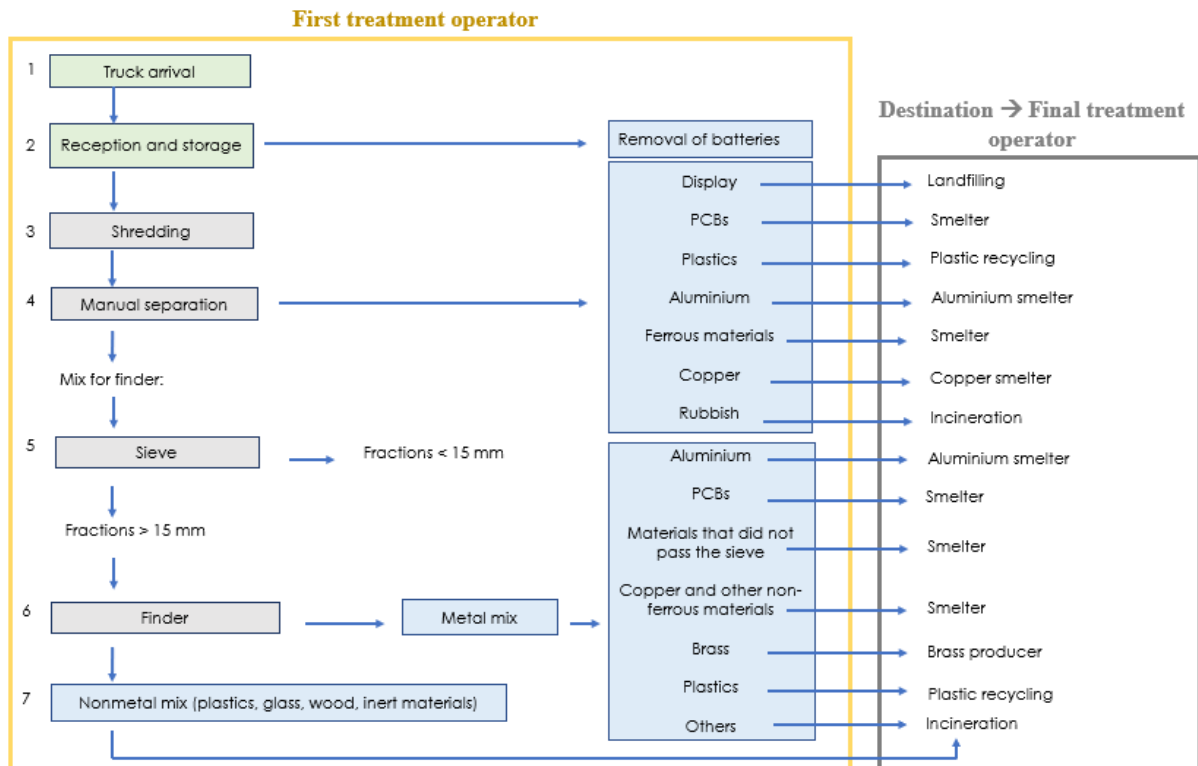 First treatment operator
1
Truck arrival
Destination → Final treatment
operator
2
Reception and storage
Removal of batteries
Display
Landfilling
PCBs
Smelter
3
Shredding
Plastics
Plastic recycling
4
Manual separation
Aluminium
Aluminium smelter
Ferrous materials
Smelter
Mix for finder:
Copper
Copper smelter
Rubbish
Incineration
5
Sieve
Fractions < 15 mm
Aluminium
Aluminium smelter
PCBs
Smelter
Fractions > 15 mm
Materials that did not
pass the sieve
Smelter
6
Finder
Metal mix
Copper and other non-
ferrous materials
Smelter
Brass
Brass producer
7
Nonmetal mix (plastics, glass, wood, inert materials)
Plastics
Plastic recycling
Others
Incineration